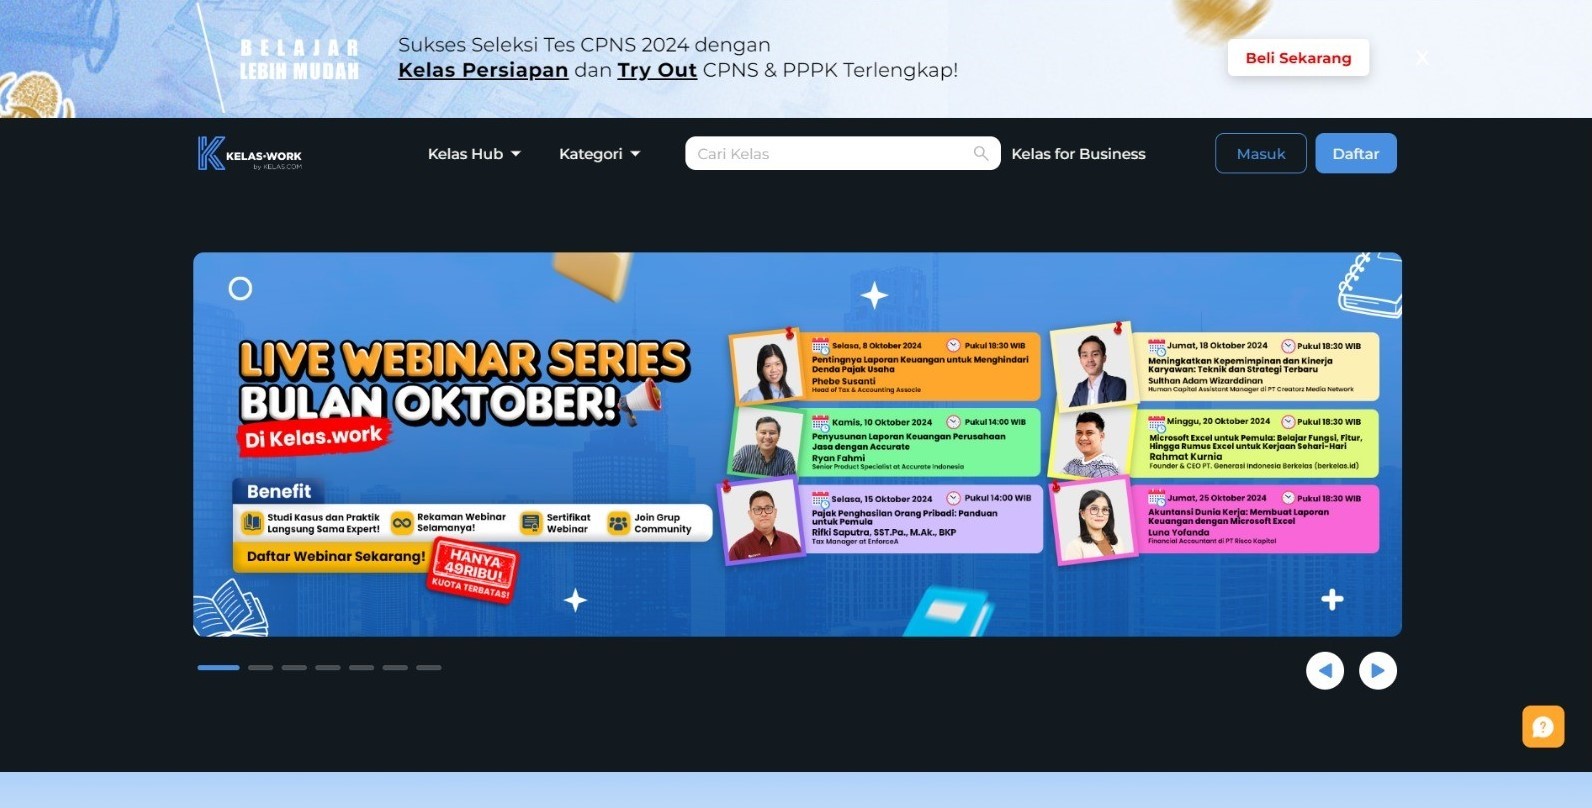 BELAJAR
LEBIH MUDAH
Sukses Seleksi Tes CPNS 2024 dengan
Kelas Persiapan dan Try Out CPNS & PPPK Terlengkap!
Beli Sekarang
X
K KELAS•WORK
by KELAS.COM
Kelas Hub
Kategori
Cari Kelas
Kelas for Business
Masuk
Daftar
LIVE WEBINAR SERIES
BULAN OKTOBER!
Di Kelas.work
Benefit
Studi Kasus dan Praktik
Langsung Sama Expert!
Rekaman Webinar
Selamanya!
Sertifikat
Webinar
Join Grup
Community
Daftar Webinar Sekarang!
HANYA
49RIBU!
KUOTA TERBATAS!
Selasa, 8 Oktober 2024
Pukul 18:30 WIB
Pentingnya Laporan Keuangan untuk Menghindari
Denda Pajak Usaha
Phebe Susanti
Head of Tax & Accounting Associe
Kamis, 10 Oktober 2024
Pukul 14:00 WIB
Penyusunan Laporan Keuangan Perusahaan
Jasa dengan Accurate
Ryan Fahmi
Senior Product Specialist at Accurate Indonesia
Selasa, 15 Oktober 2024
Pukul 14:00 WIB
Pajak Penghasilan Orang Pribadi: Panduan
untuk Pemula
Rifki Saputra, SST.Pa., M.Ak., BKP
Tax Manager at EnforceA
Jumat, 18 Oktober 2024
Pukul 18:30 WIB
Meningkatkan Kepemimpinan dan Kinerja
Karyawan: Teknik dan Strategi Terbaru
Sulthan Adam Wizarddinan
Human Capital Assistant Manager di PT Creatorz Media Network
Minggu, 20 Oktober 2024
Pukul 18:30 WIB
Microsoft Excel untuk Pemula: Belajar Fungsi, Fitur,
Hingga Rumus Excel untuk Kerjaan Sehari-Hari
Rahmat Kurnia
Founder & CEO PT. Generasi Indonesia Berkelas (berkelas.id)
Jumat, 25 Oktober 2024
Pukul 18:30 WIB
Akuntansi Dunia Kerja: Membuat Laporan
Keuangan dengan Microsoft Excel
Luna Yofanda
Financial Accountant di PT Risco Kapital